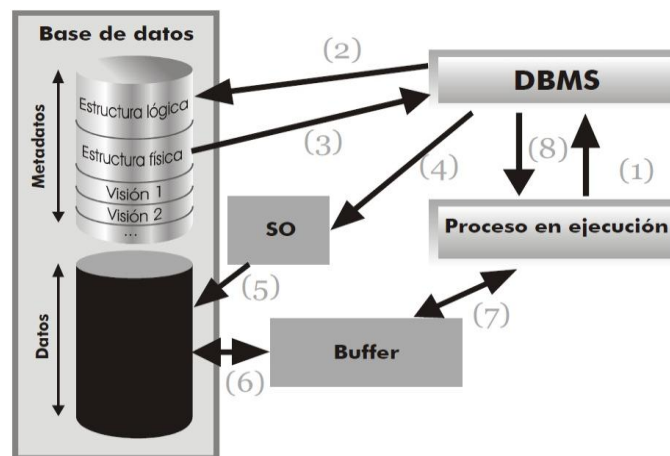 Base de datos
Metadatos
Estructura lógica
Estructura física
Visión 1
Visión 2
...
Datos
(2)
(3)
DBMS
(4)
(8)
(1)
SO
Proceso en ejecución
(5)
(7)
Buffer
(6)